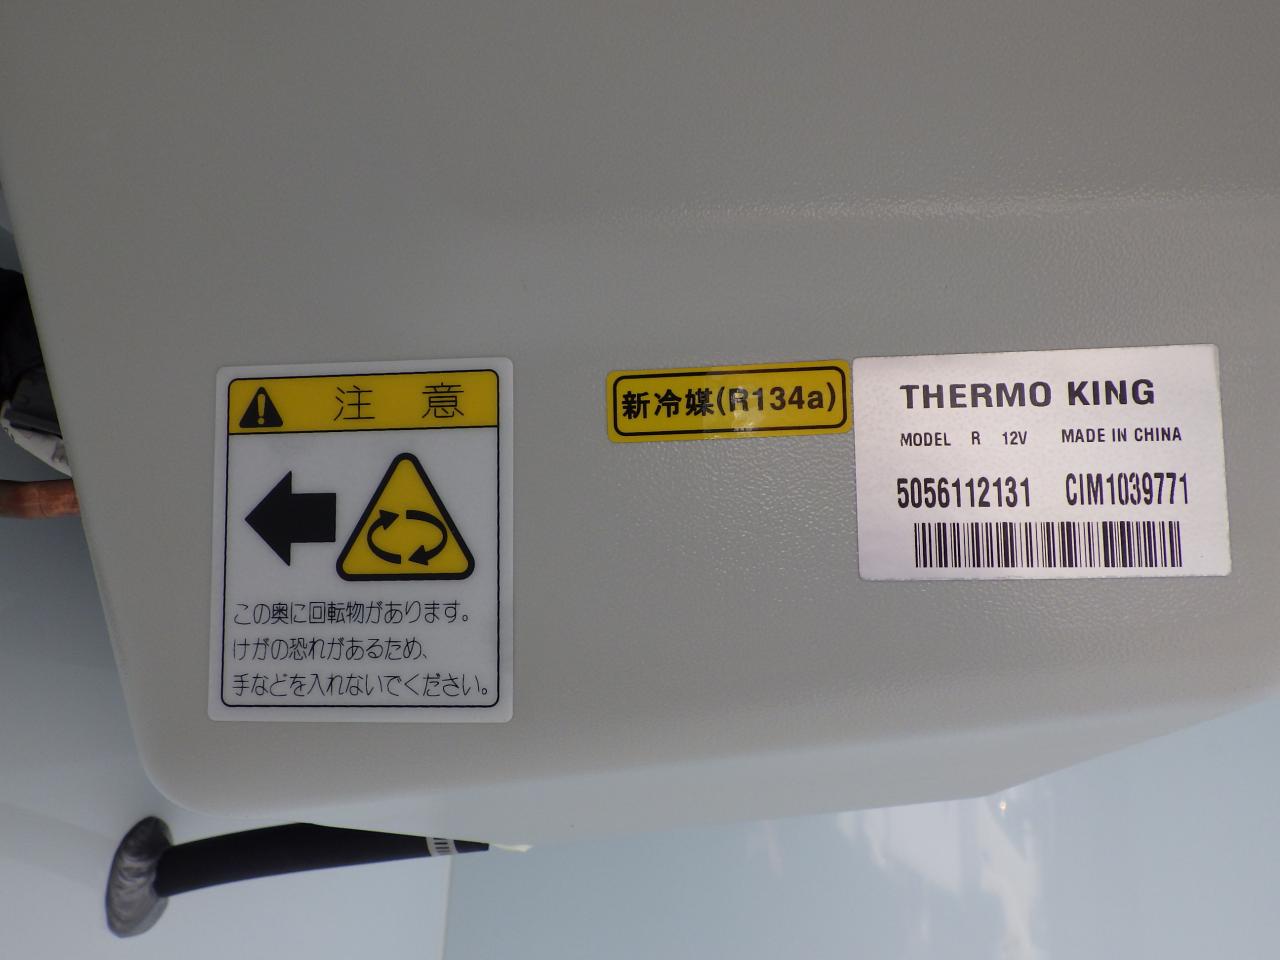 注意
この奥に回転物があります。
けがの恐れがあるため、
手などを入れないでください。
新冷媒(R134a)
THERMO KING
MODEL R 12V MADE IN CHINA
5056112131 CIM1039771